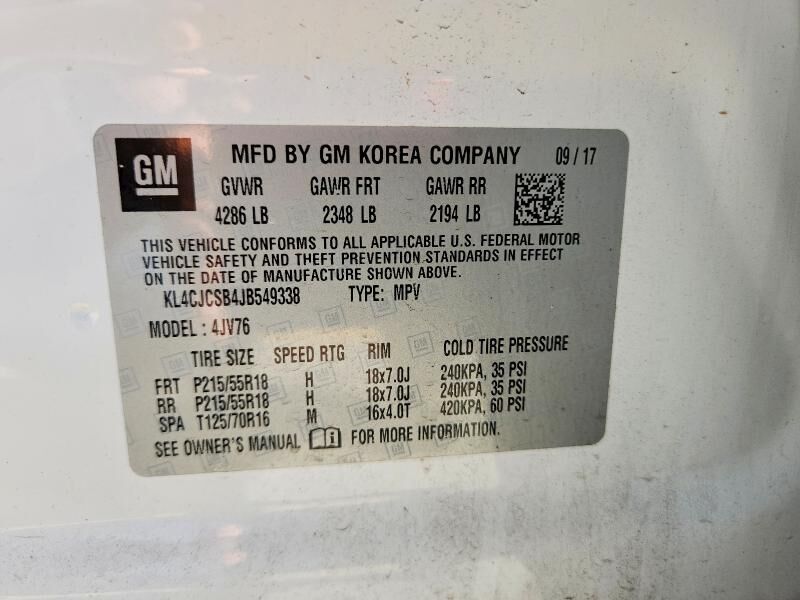 GM MFD BY GM KOREA COMPANY 09 / 17
GVWR GAWR FRT GAWR RR
4286 LB 2348 LB 2194 LB
THIS VEHICLE CONFORMS TO ALL APPLICABLE U.S. FEDERAL MOTOR
VEHICLE SAFETY AND THEFT PREVENTION STANDARDS IN EFFECT
ON THE DATE OF MANUFACTURE SHOWN ABOVE.
KL4CJCSB4JB549338 TYPE: MPV
MODEL : 4JV76
TIRE SIZE SPEED RTG RIM COLD TIRE PRESSURE
FRT P215/55R18 H 18x7.0J 240KPA, 35 PSI
RR P215/55R18 H 18x7.0J 240KPA, 35 PSI
SPA T125/70R16 M 16x4.0T 420KPA, 60 PSI
SEE OWNER'S MANUAL FOR MORE INFORMATION.